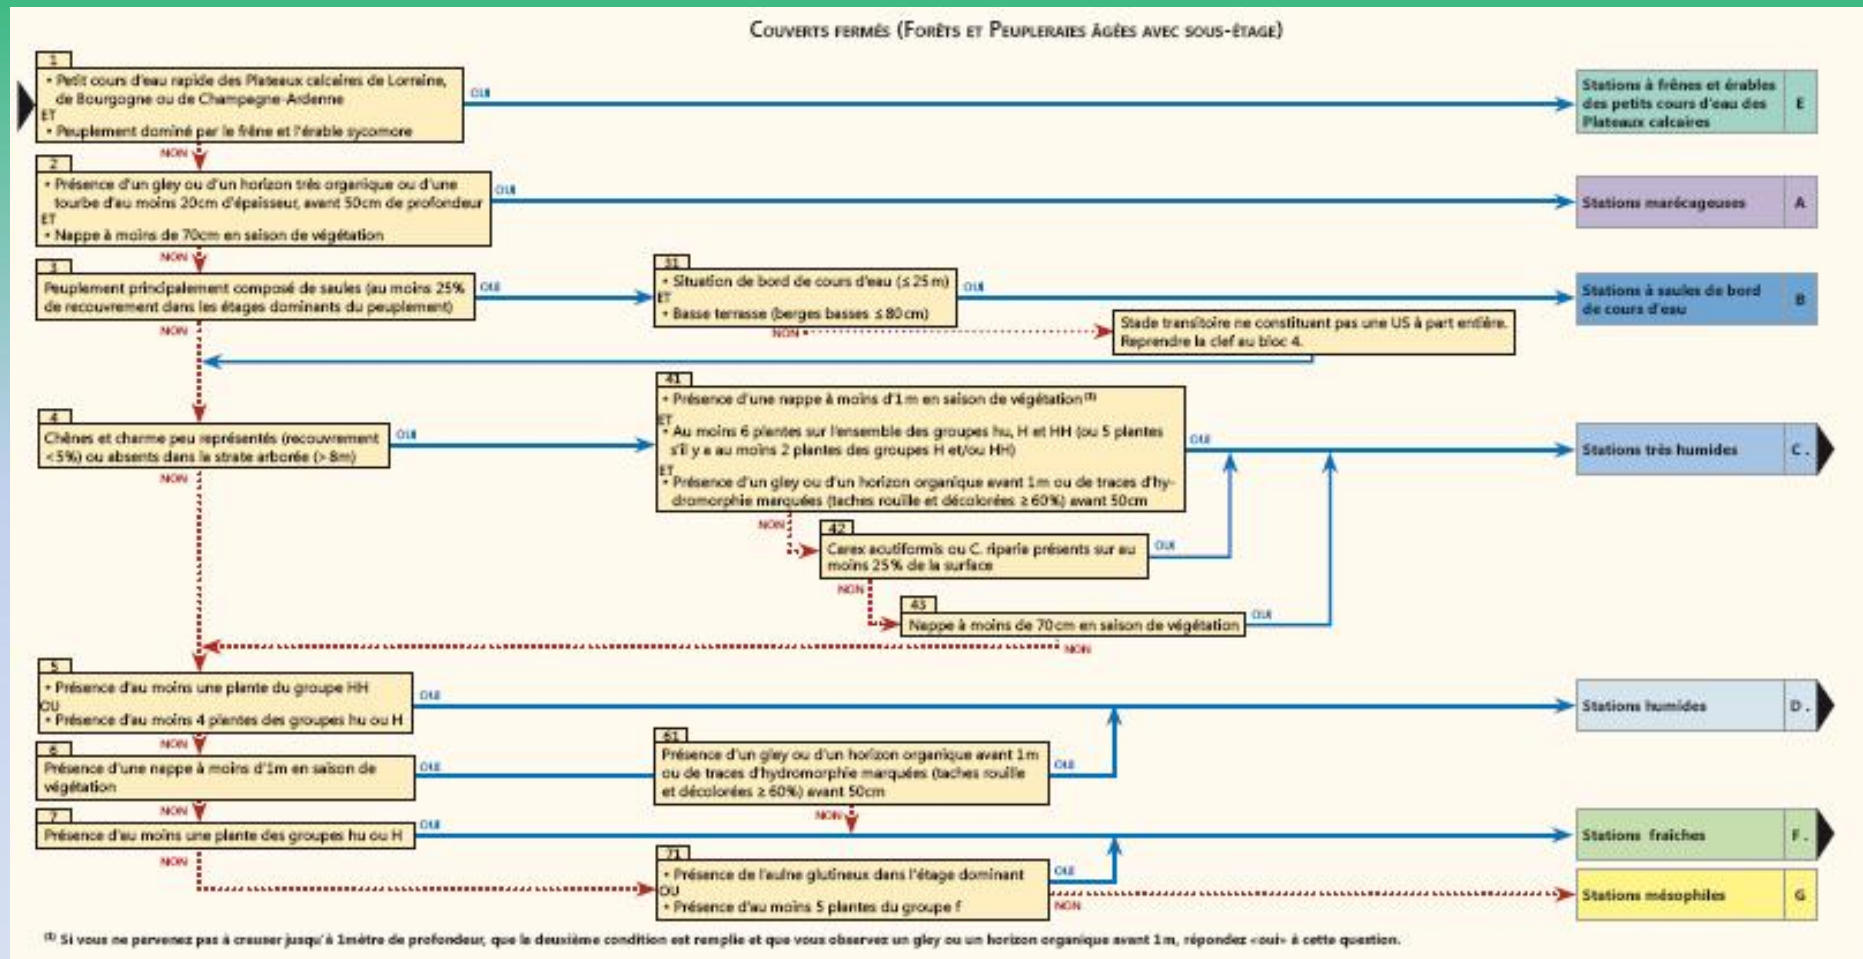 COUVERTS FERMÉS (FORÊTS ET PEUPLERAIES ÂGÉES AVEC SOUS-ÉTAGE)
1
• Petit cours d'eau rapide des Plateaux calcaires de Lorraine,
de Bourgogne ou de Champagne-Ardenne
ET
• Peuplement dominé par le frêne et l'érable sycomore
OUI
Stations à frênes et érables
des petits cours d'eau des
Plateaux calcaires
E
NON
2
• Présence d'un gley ou d'un horizon très organique ou d'une
tourbe d'au moins 20cm d'épaisseur, avant 50cm de profondeur
ET
• Nappe à moins de 70cm en saison de végétation
OUI
Stations marécageuses
A
NON
3
Peuplement principalement composé de saules (au moins 25%
de recouvrement dans les étages dominants du peuplement)
OUI
31
• Situation de bord de cours d'eau (≤ 25 m)
ET
• Basse terrasse (berges basses ≤ 80 cm)
OUI
Stations à saules de bord
de cours d'eau
B
NON
NON
Stade transitoire ne constituant pas une US à part entière.
Reprendre la clef au bloc 4.
4
Chênes et charme peu représentés (recouvrement
<5%) ou absents dans la strate arborée (> 8m)
OUI
41
• Présence d'une nappe à moins d'1 m en saison de végétation(1)
ET
• Au moins 6 plantes sur l'ensemble des groupes hu, H et HH (ou 5 plantes
s'il y a au moins 2 plantes des groupes H et/ou HH)
ET
• Présence d'un gley ou d'un horizon organique avant 1m ou de traces d'hy-
dromorphie marquées (taches rouille et décolorées ≥ 60%) avant 50cm
OUI
Stations très humides
C.
NON
NON
42
Carex acutiformis ou C. riparia présents sur au
moins 25% de la surface
OUI
NON
43
Nappe à moins de 70cm en saison de végétation
OUI
NON
5
• Présence d'au moins une plante du groupe HH
OU
• Présence d'au moins 4 plantes des groupes hu ou H
OUI
Stations humides
D.
NON
6
Présence d'une nappe à moins d'1m en saison de
végétation
OUI
61
Présence d'un gley ou d'un horizon organique avant 1m
ou de traces d'hydromorphie marquées (taches rouille
et décolorées ≥ 60%) avant 50cm
OUI
NON
NON
7
Présence d'au moins une plante des groupes hu ou H
OUI
Stations fraîches
F.
NON
71
• Présence de l'aulne glutineux dans l'étage dominant
OU
• Présence d'au moins 5 plantes du groupe f
OUI
NON
Stations mésophiles
G
(1) Si vous ne parvenez pas à creuser jusqu'à 1mètre de profondeur, que la deuxième condition est remplie et que vous observez un gley ou un horizon organique avant 1m, répondez «oui» à cette question.